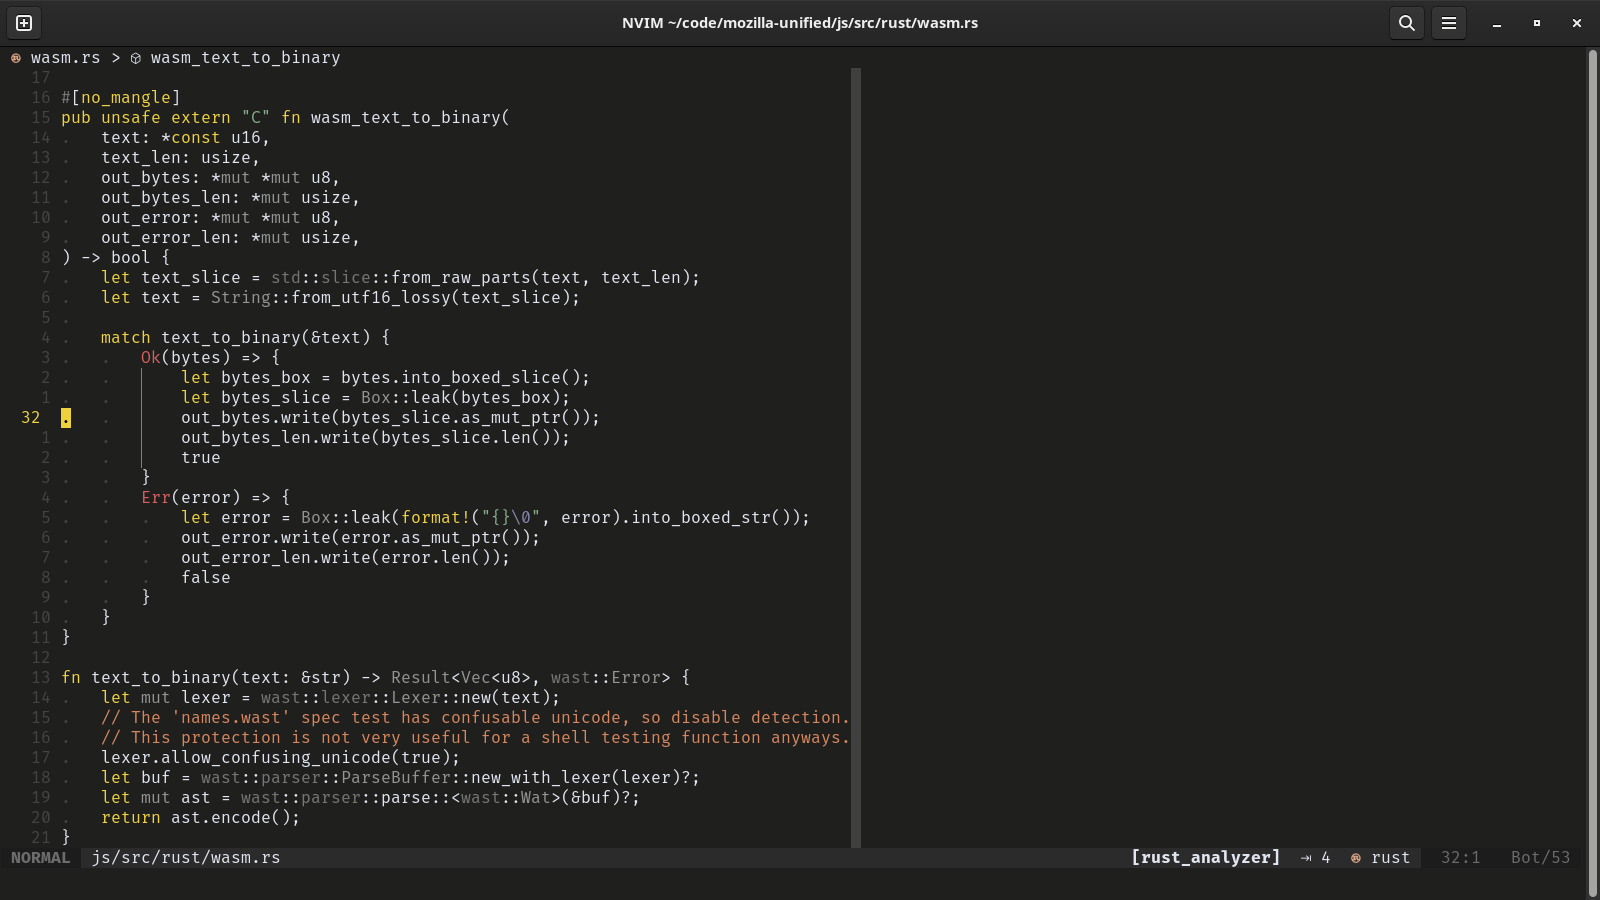 NVIM ~/code/mozilla-unified/js/src/rust/wasm.rs
wasm.rs > wasm_text_to_binary
17
16 #[no_mangle]
15 pub unsafe extern "C" fn wasm_text_to_binary(
14 .   text: *const u16,
13 .   text_len: usize,
12 .   out_bytes: *mut *mut u8,
11 .   out_bytes_len: *mut usize,
10 .   out_error: *mut *mut u8,
9 .   out_error_len: *mut usize,
8 ) -> bool {
7 .   let text_slice = std::slice::from_raw_parts(text, text_len);
6 .   let text = String::from_utf16_lossy(text_slice);
5 .
4 .   match text_to_binary(&text) {
3 .   .   Ok(bytes) => {
2 .   .       let bytes_box = bytes.into_boxed_slice();
1 .   .       let bytes_slice = Box::leak(bytes_box);
32 .   .       out_bytes.write(bytes_slice.as_mut_ptr());
1 .   .       out_bytes_len.write(bytes_slice.len());
2 .   .       true
3 .   .   }
4 .   .   Err(error) => {
5 .   .   .   let error = Box::leak(format!("{}\0", error).into_boxed_str());
6 .   .   .   out_error.write(error.as_mut_ptr());
7 .   .   .   out_error_len.write(error.len());
8 .   .   .   false
9 .   .   }
10 .   }
11 }
12
13 fn text_to_binary(text: &str) -> Result<Vec<u8>, wast::Error> {
14 .   let mut lexer = wast::lexer::Lexer::new(text);
15 .   // The 'names.wast' spec test has confusable unicode, so disable detection.
16 .   // This protection is not very useful for a shell testing function anyways.
17 .   lexer.allow_confusing_unicode(true);
18 .   let buf = wast::parser::ParseBuffer::new_with_lexer(lexer)?;
19 .   let mut ast = wast::parser::parse::<wast::Wat>(&buf)?;
20 .   return ast.encode();
21 }
NORMAL js/src/rust/wasm.rs [rust_analyzer] ⇥ 4 rust 32:1 Bot/53